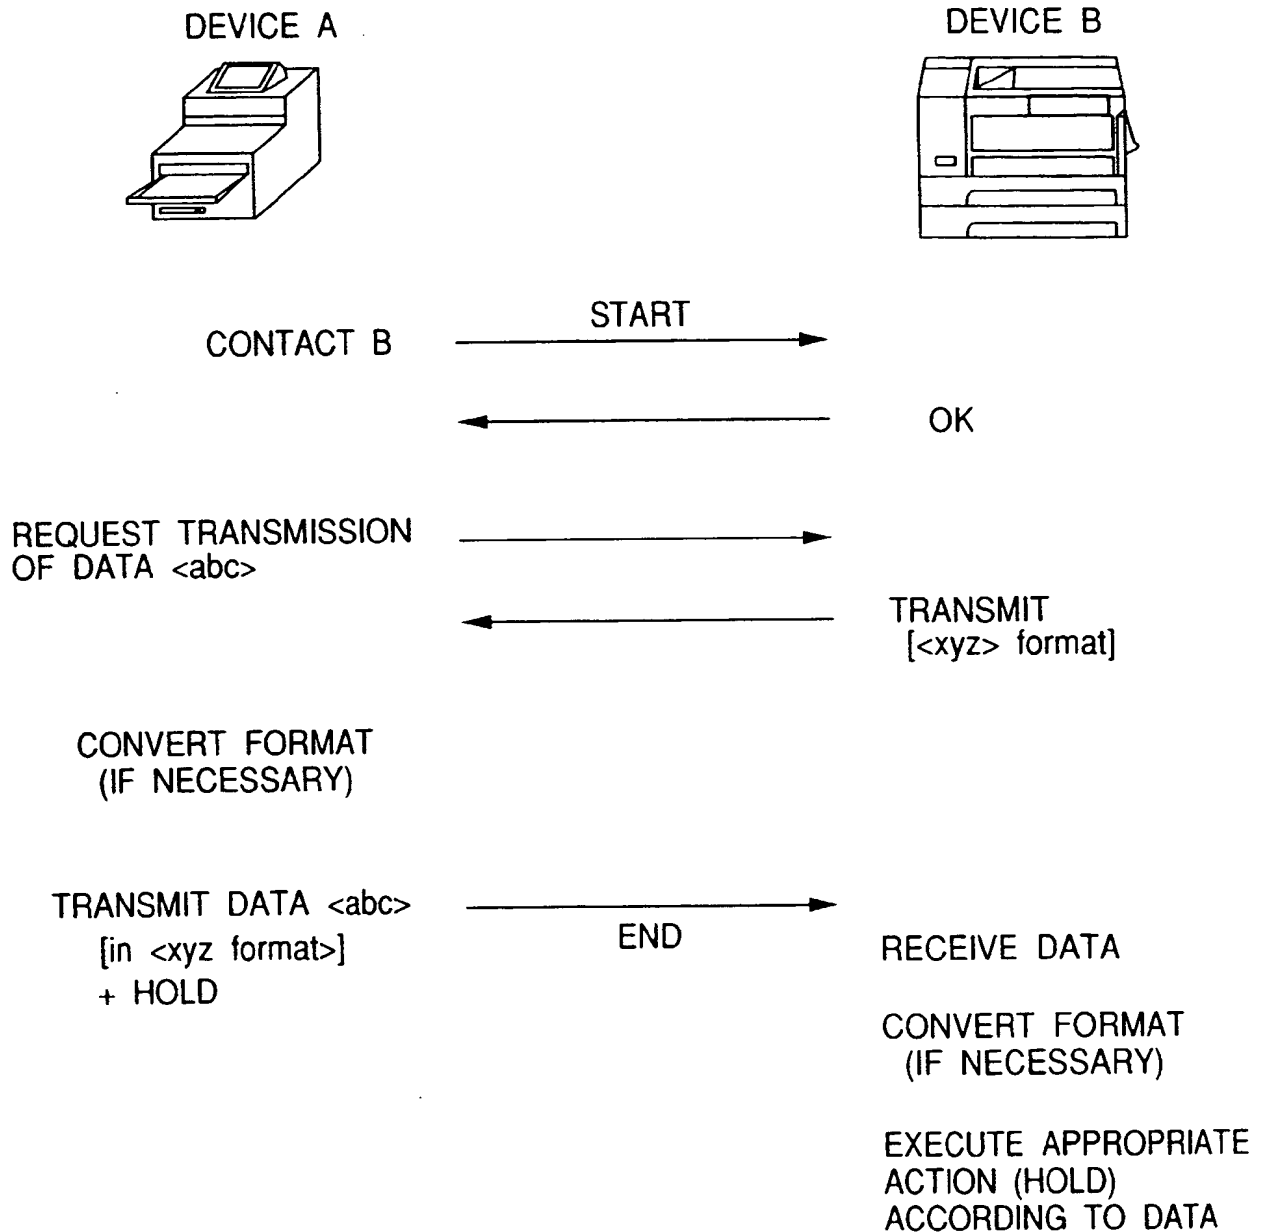 DEVICE A
DEVICE B
START
CONTACT B
OK
REQUEST TRANSMISSION
OF DATA <abc>
TRANSMIT
[<xyz> format]
CONVERT FORMAT
(IF NECESSARY)
TRANSMIT DATA <abc>
[in <xyz format>]
+ HOLD
END
RECEIVE DATA
CONVERT FORMAT
(IF NECESSARY)
EXECUTE APPROPRIATE
ACTION (HOLD)
ACCORDING TO DATA